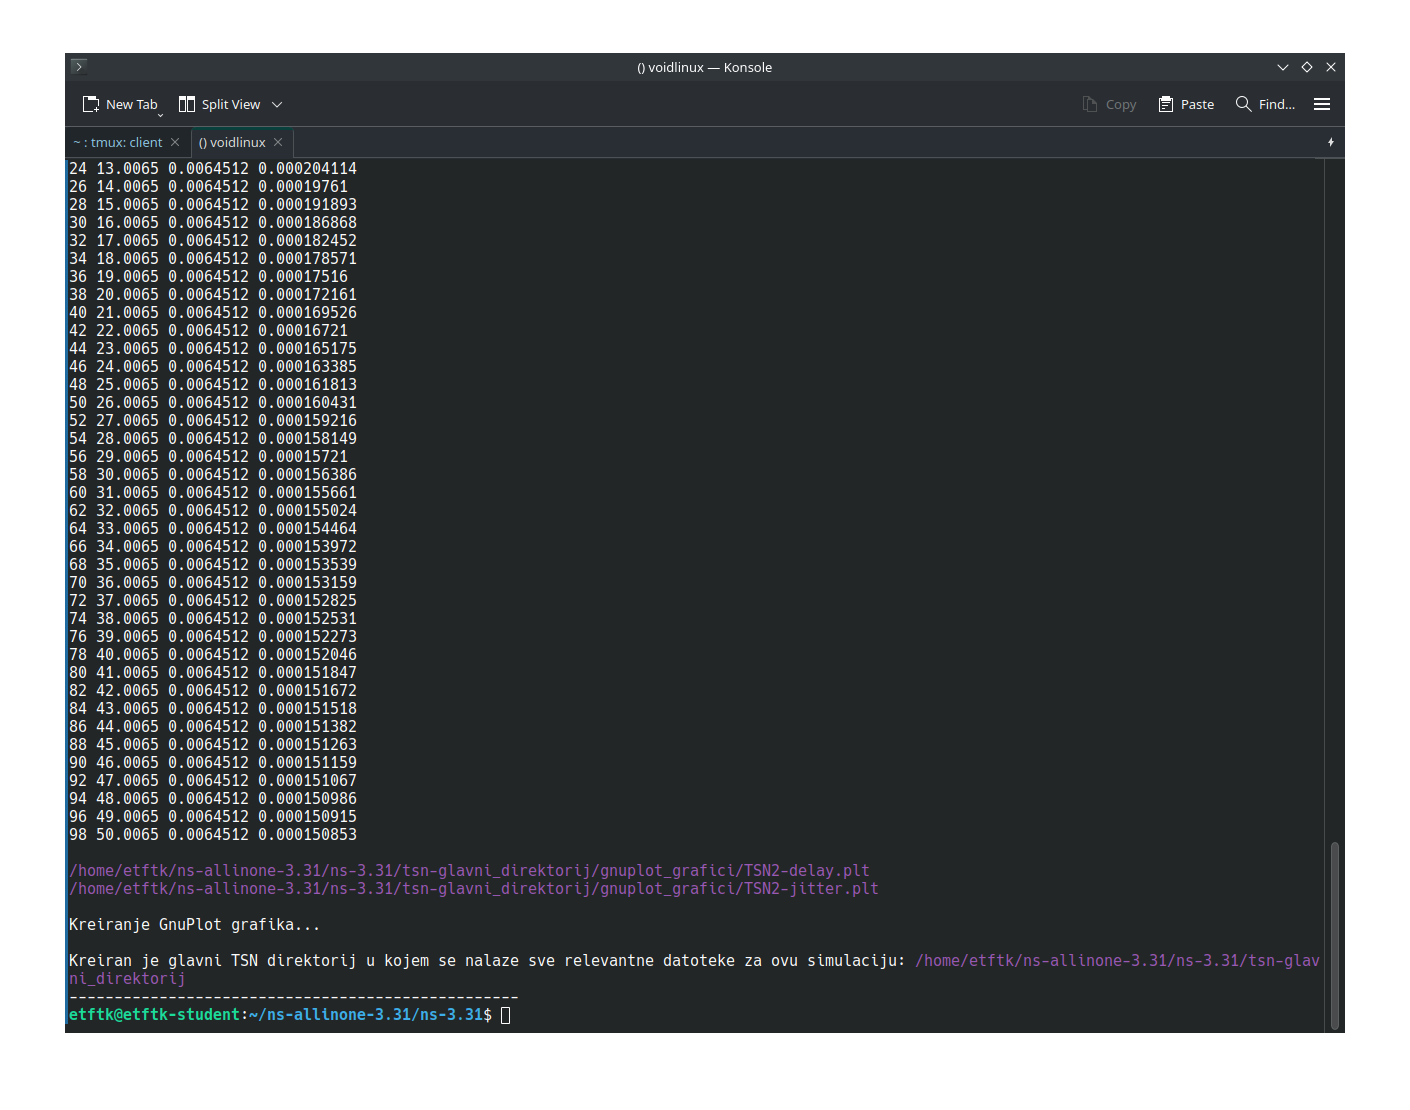 () voidlinux — Konsole
New Tab Split View Copy Paste Find...
~ : tmux: client () voidlinux
24 13.0065 0.0064512 0.000204114
26 14.0065 0.0064512 0.00019761
28 15.0065 0.0064512 0.000191893
30 16.0065 0.0064512 0.000186868
32 17.0065 0.0064512 0.000182452
34 18.0065 0.0064512 0.000178571
36 19.0065 0.0064512 0.00017516
38 20.0065 0.0064512 0.000172161
40 21.0065 0.0064512 0.000169526
42 22.0065 0.0064512 0.00016721
44 23.0065 0.0064512 0.000165175
46 24.0065 0.0064512 0.000163385
48 25.0065 0.0064512 0.000161813
50 26.0065 0.0064512 0.000160431
52 27.0065 0.0064512 0.000159216
54 28.0065 0.0064512 0.000158149
56 29.0065 0.0064512 0.00015721
58 30.0065 0.0064512 0.000156386
60 31.0065 0.0064512 0.000155661
62 32.0065 0.0064512 0.000155024
64 33.0065 0.0064512 0.000154464
66 34.0065 0.0064512 0.000153972
68 35.0065 0.0064512 0.000153539
70 36.0065 0.0064512 0.000153159
72 37.0065 0.0064512 0.000152825
74 38.0065 0.0064512 0.000152531
76 39.0065 0.0064512 0.000152273
78 40.0065 0.0064512 0.000152046
80 41.0065 0.0064512 0.000151847
82 42.0065 0.0064512 0.000151672
84 43.0065 0.0064512 0.000151518
86 44.0065 0.0064512 0.000151382
88 45.0065 0.0064512 0.000151263
90 46.0065 0.0064512 0.000151159
92 47.0065 0.0064512 0.000151067
94 48.0065 0.0064512 0.000150986
96 49.0065 0.0064512 0.000150915
98 50.0065 0.0064512 0.000150853
/home/etftk/ns-allinone-3.31/ns-3.31/tsn-glavni_direktorij/gnuplot_grafici/TSN2-delay.plt
/home/etftk/ns-allinone-3.31/ns-3.31/tsn-glavni_direktorij/gnuplot_grafici/TSN2-jitter.plt
Kreiranje GnuPlot grafika...
Kreiran je glavni TSN direktorij u kojem se nalaze sve relevantne datoteke za ovu simulaciju: /home/etftk/ns-allinone-3.31/ns-3.31/tsn-glav
ni_direktorij
--------------------------------------------------
etftk@etftk-student:~/ns-allinone-3.31/ns-3.31$